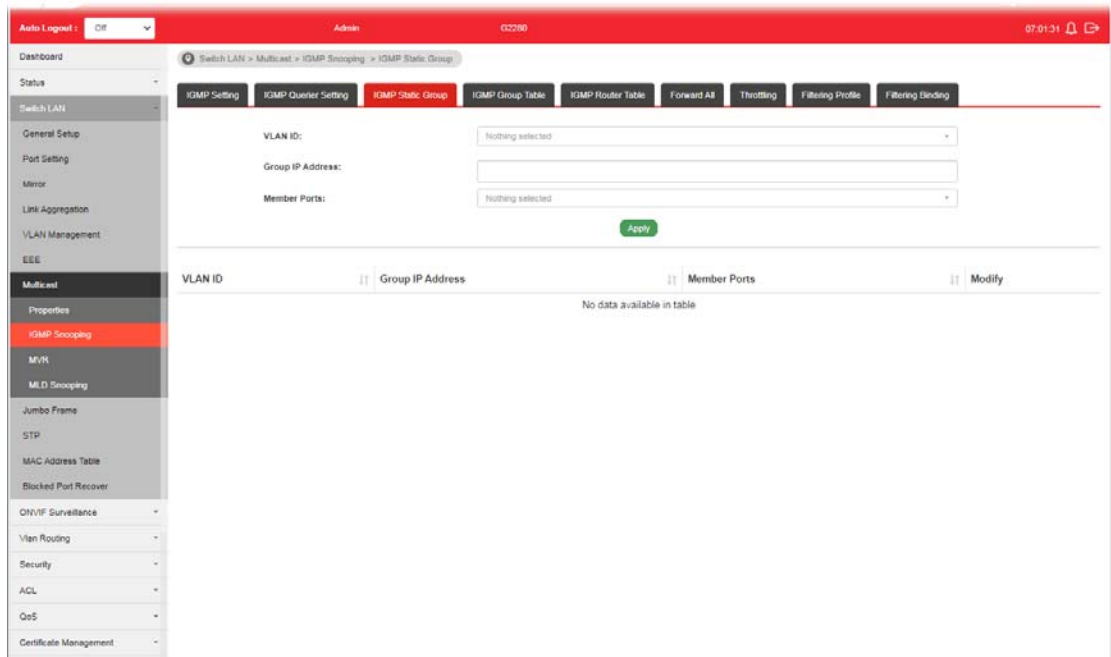 Auto Logout : Off Admin G2280 07:01:31
Dashboard
Switch LAN > Multicast > IGMP Snooping > IGMP Static Group
Status
IGMP Setting IGMP Querier Setting IGMP Static Group IGMP Group Table IGMP Router Table Forward All Throttling Filtering Profile Filtering Binding
Switch LAN
General Setup
VLAN ID: Nothing selected
Port Setting
Group IP Address:
Mirror
Member Ports: Nothing selected
Link Aggregation
Apply
VLAN Management
EEE
VLAN ID Group IP Address Member Ports Modify
Multicast
No data available in table
Properties
IGMP Snooping
MVR
MLD Snooping
Jumbo Frame
STP
MAC Address Table
Blocked Port Recover
ONVIF Surveillance
Vlan Routing
Security
ACL
QoS
Certificate Management